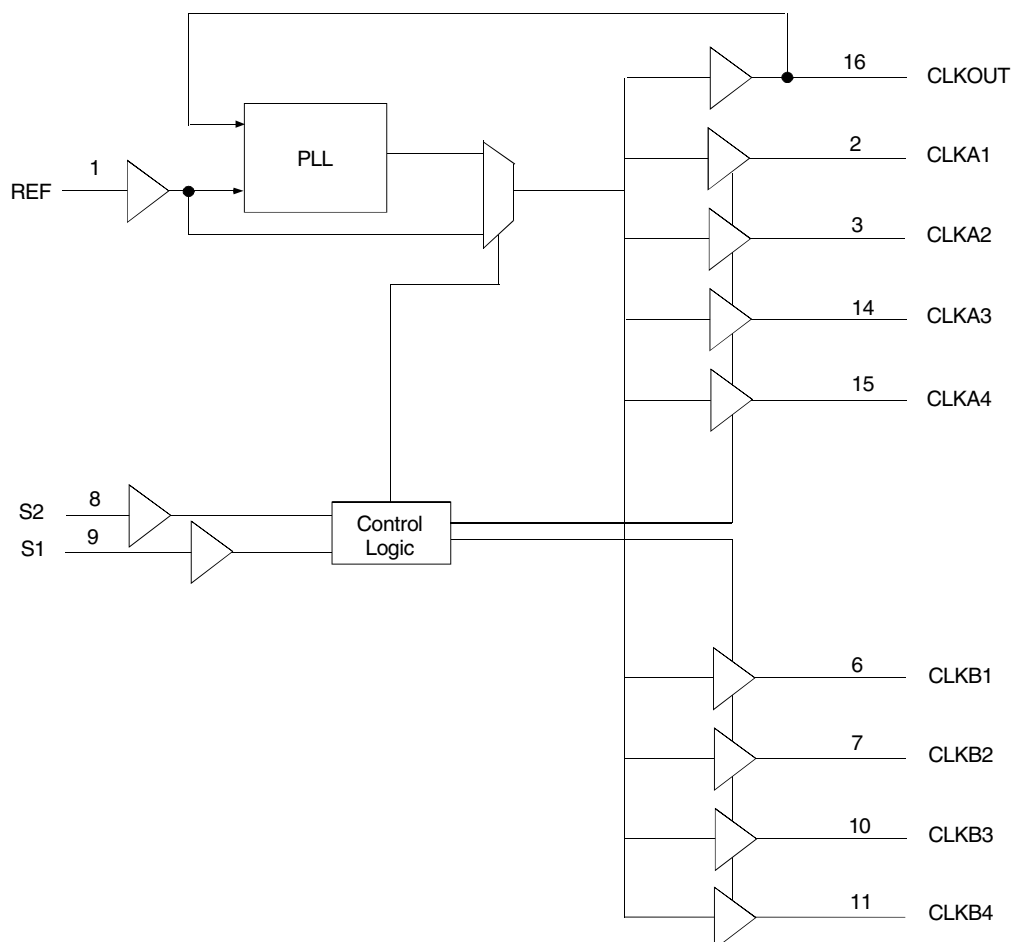 16
CLKOUT
PLL
1
REF
2
CLKA1
3
CLKA2
14
CLKA3
15
CLKA4
S2
8
S1
9
Control
Logic
6
CLKB1
7
CLKB2
10
CLKB3
11
CLKB4